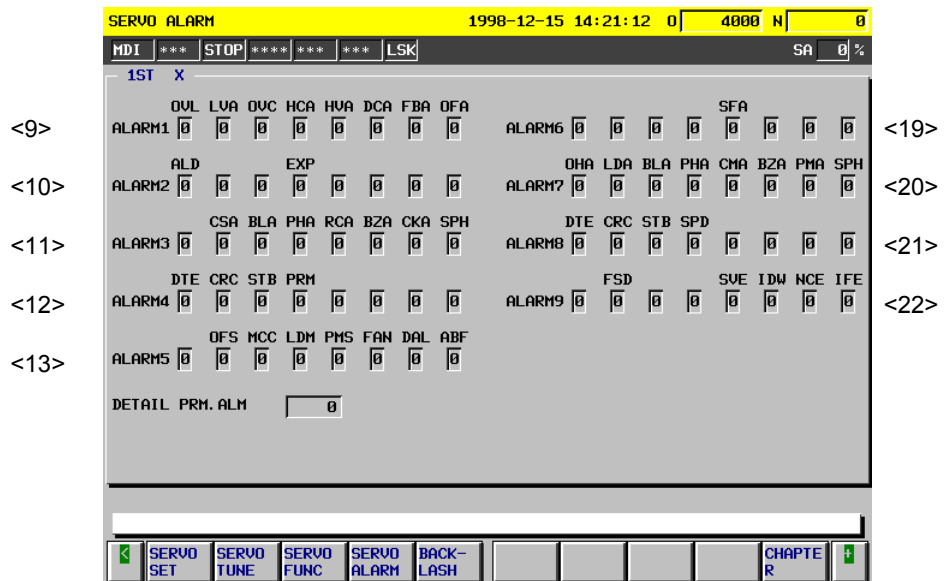 SERVO ALARM 1998-12-15 14:21:12 O 4000 N 0
MDI *** STOP **** *** *** LSK SA 0 %
1ST X
OVL LVA OVC HCA HVA DCA FBA OFA SFA
<9> ALARM1 0 0 0 0 0 0 0 0 ALARM6 0 0 0 0 0 0 0 0 <19>
ALD EXP OHA LDA BLA PHA CMA BZA PMA SPH
<10> ALARM2 0 0 0 0 0 0 0 0 ALARM7 0 0 0 0 0 0 0 0 <20>
CSA BLA PHA RCA BZA CKA SPH DTE CRC STB SPD
<11> ALARM3 0 0 0 0 0 0 0 0 ALARM8 0 0 0 0 0 0 0 0 <21>
DTE CRC STB PRM FSD SVE IDW NCE IFE
<12> ALARM4 0 0 0 0 0 0 0 0 ALARM9 0 0 0 0 0 0 0 0 <22>
OFS MCC LDM PMS FAN DAL ABF
<13> ALARM5 0 0 0 0 0 0 0 0
DETAIL PRM.ALM 0
< SERVO SERVO SERVO SERVO BACK- CHAPTE +
SET TUNE FUNC ALARM LASH R